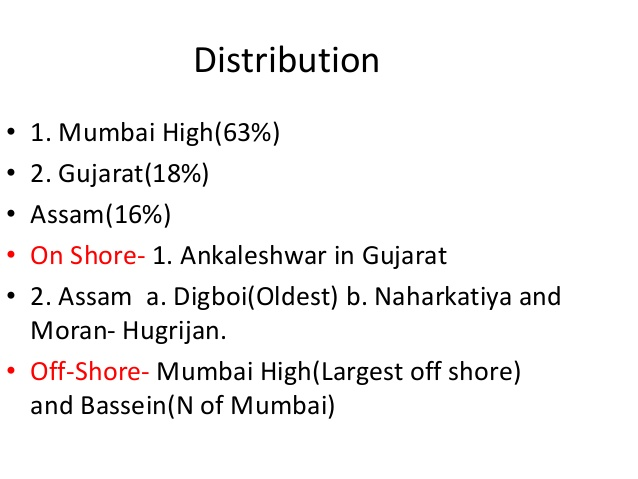 Distribution
• 1. Mumbai High(63%)
• 2. Gujarat(18%)
• Assam(16%)
• On Shore- 1. Ankaleshwar in Gujarat
• 2. Assam  a. Digboi(Oldest) b. Naharkatiya and
Moran- Hugrijan.
• Off-Shore- Mumbai High(Largest off shore)
and Bassein(N of Mumbai)